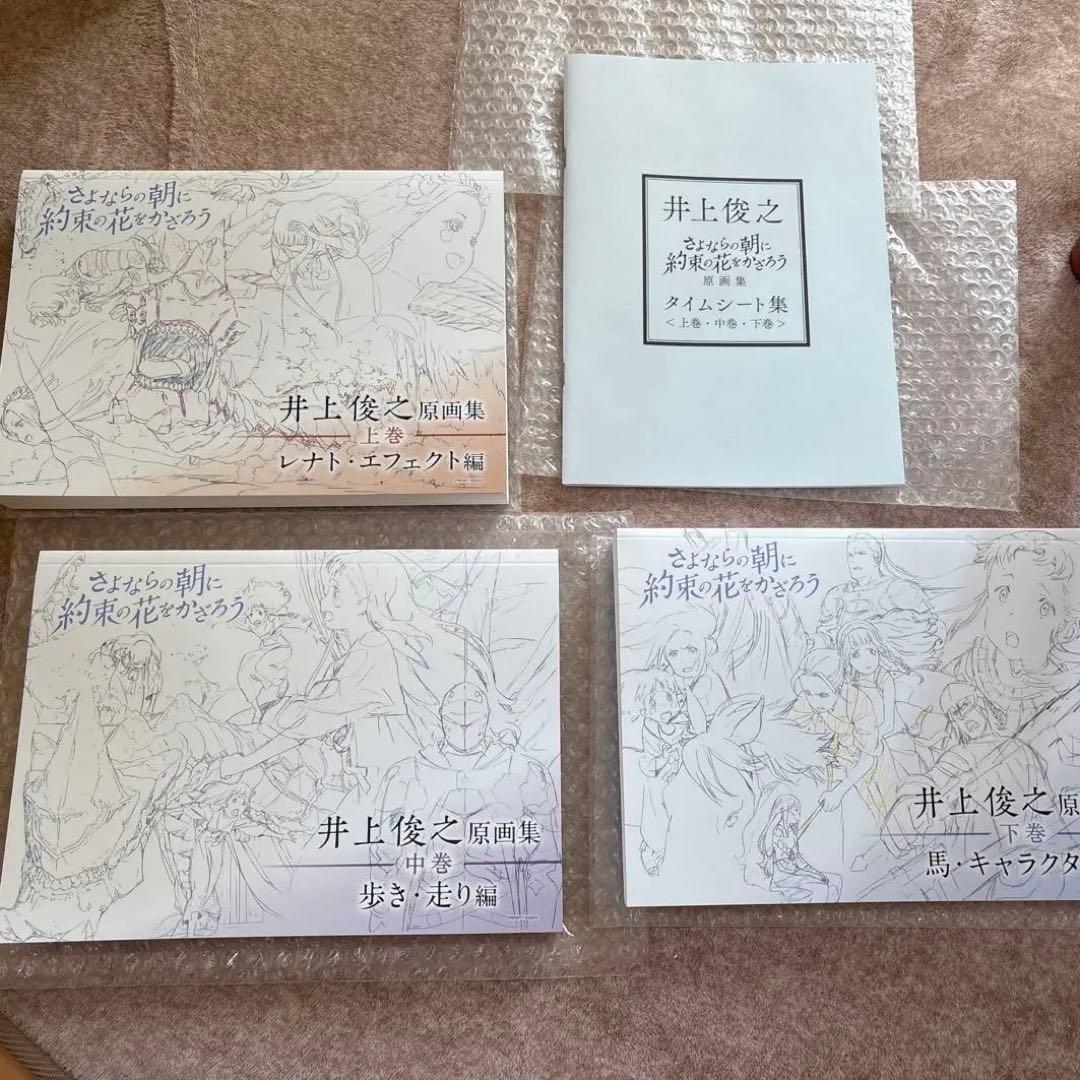 さよならの朝に
約束の花をかざろう
井上俊之原画集
上巻
レナト・エフェクト編
井上俊之
さよならの朝に
約束の花をかざろう
原画集
タイムシート集
<上巻・中巻・下巻>
さよならの朝に
約束の花をかざろう
井上俊之原画集
中巻
歩き・走り編
さよならの朝に
約束の花をかざろう
井上俊之原
下巻
馬・キャラクタ